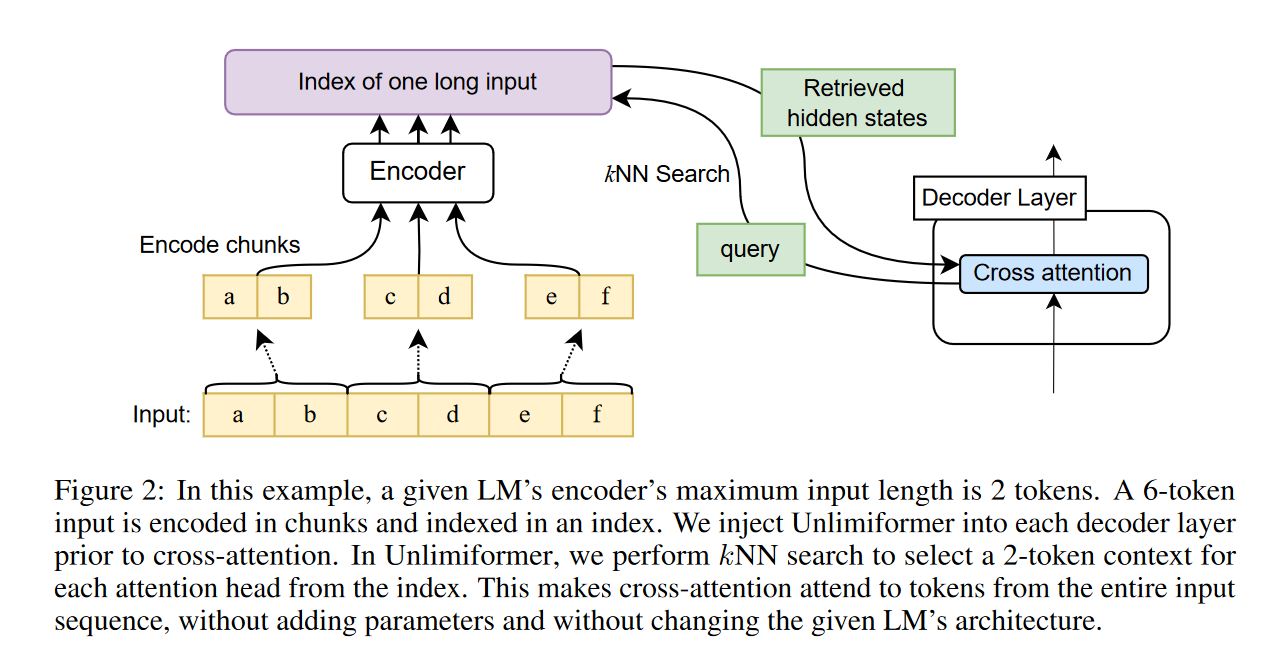 Index of one long input
Retrieved
hidden states
Encoder
kNN Search
Decoder Layer
Encode chunks
query
Cross attention
a b c d e f
Input: a b c d e f
Figure 2: In this example, a given LM's encoder's maximum input length is 2 tokens. A 6-token
input is encoded in chunks and indexed in an index. We inject Unlimiformer into each decoder layer
prior to cross-attention. In Unlimiformer, we perform kNN search to select a 2-token context for
each attention head from the index. This makes cross-attention attend to tokens from the entire input
sequence, without adding parameters and without changing the given LM's architecture.